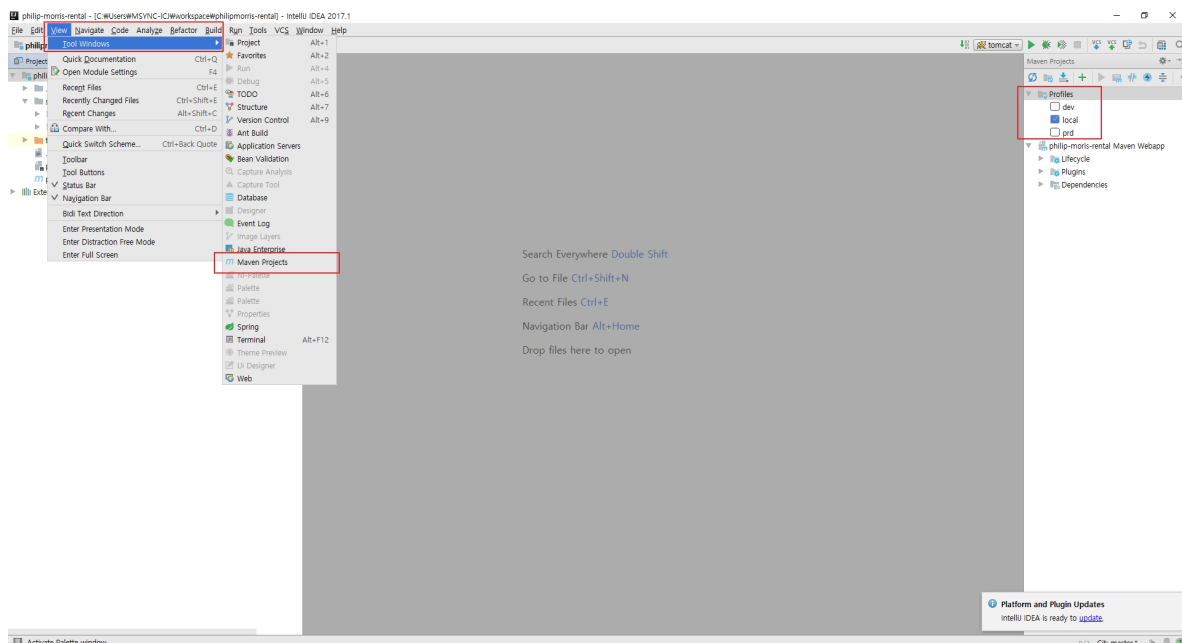 philip-morris-rental - [C:₩Users₩MSYNC-ICJ₩workspace₩philipmorris-rental] - IntelliJ IDEA 2017.1
File Edit View Navigate Code Analyze Refactor Build Run Tools VCS Window Help
Tool Windows
Quick Documentation Ctrl+Q
Open Module Settings F4
Recent Files Ctrl+E
Recently Changed Files Ctrl+Shift+E
Recent Changes Alt+Shift+C
Compare With... Ctrl+D
Quick Switch Scheme... Ctrl+Back Quote
Toolbar
Tool Buttons
Status Bar
Navigation Bar
Bidi Text Direction
Enter Presentation Mode
Enter Distraction Free Mode
Enter Full Screen
Project Alt+1
Favorites Alt+2
Run Alt+4
Debug Alt+5
TODO Alt+6
Structure Alt+7
Version Control Alt+9
Ant Build
Application Servers
Bean Validation
Capture Analysis
Capture Tool
Database
Designer
Event Log
Image Layers
Java Enterprise
Maven Projects
Palette
Palette
Properties
Spring
Terminal Alt+F12
Theme Preview
UI Designer
Web
Project
Search Everywhere Double Shift
Go to File Ctrl+Shift+N
Recent Files Ctrl+E
Navigation Bar Alt+Home
Drop files here to open
tomcat
VCS VCS
Maven Projects
Profiles
dev
local
prd
philip-moris-rental Maven Webapp
Lifecycle
Plugins
Dependencies
Platform and Plugin Updates
IntelliJ IDEA is ready to update.
Activate Palette window
n/a Git: master